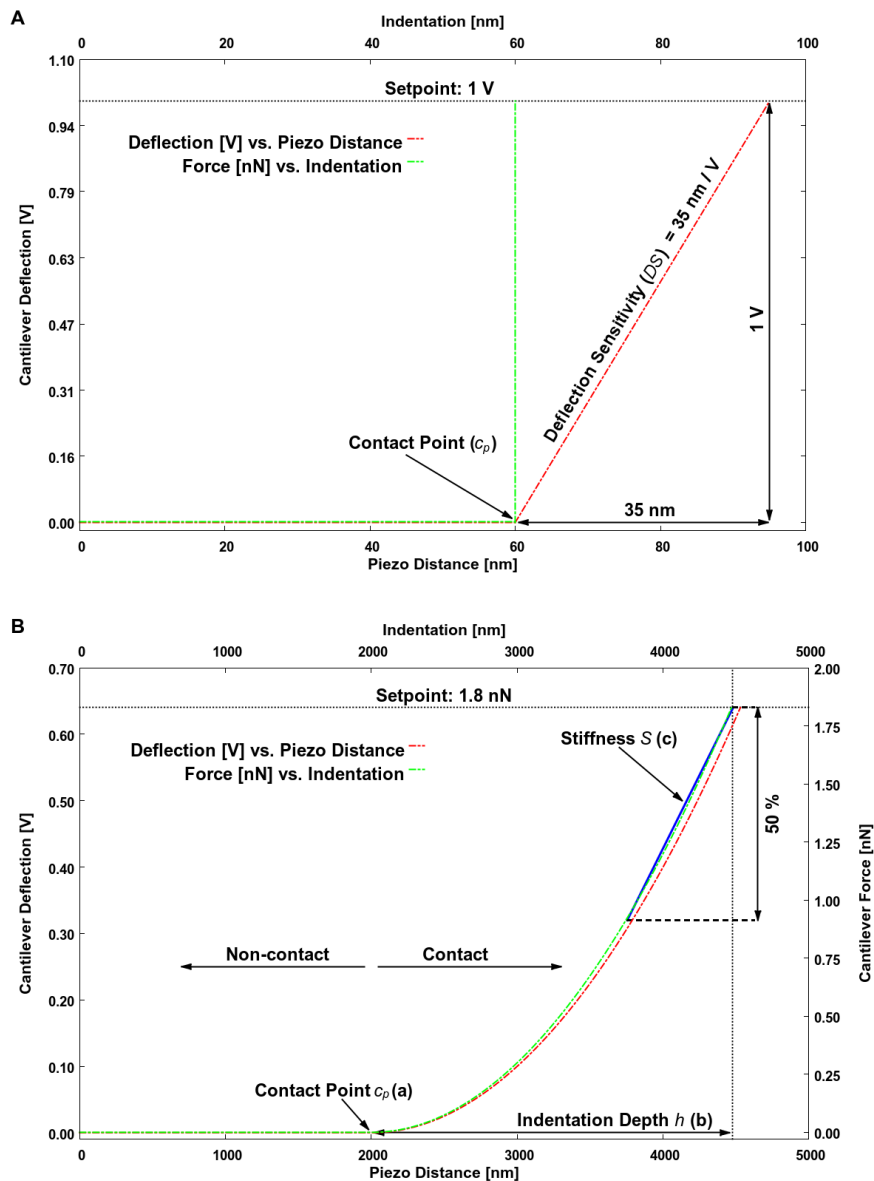 A
Indentation [nm]
0 20 40 60 80 100
1.10
Setpoint: 1 V
0.94
Deflection [V] vs. Piezo Distance
Force [nN] vs. Indentation
0.79
0.63
0.47
0.31
0.16
0.00
Cantilever Deflection [V]
Deflection Sensitivity (DS) = 35 nm / V
1 V
Contact Point (cp)
35 nm
0 20 40 60 80 100
Piezo Distance [nm]
B
Indentation [nm]
0 1000 2000 3000 4000 5000
0.70 2.00
Setpoint: 1.8 nN
0.60 1.75
Deflection [V] vs. Piezo Distance
Force [nN] vs. Indentation
Stiffness S (c)
0.50 1.50
50 %
0.40 1.25
1.00
0.30
Cantilever Deflection [V]
Cantilever Force [nN]
Non-contact Contact
0.75
0.20
0.50
0.10
0.25
Contact Point cp (a)
Indentation Depth h (b)
0.00 0.00
0 1000 2000 3000 4000 5000
Piezo Distance [nm]